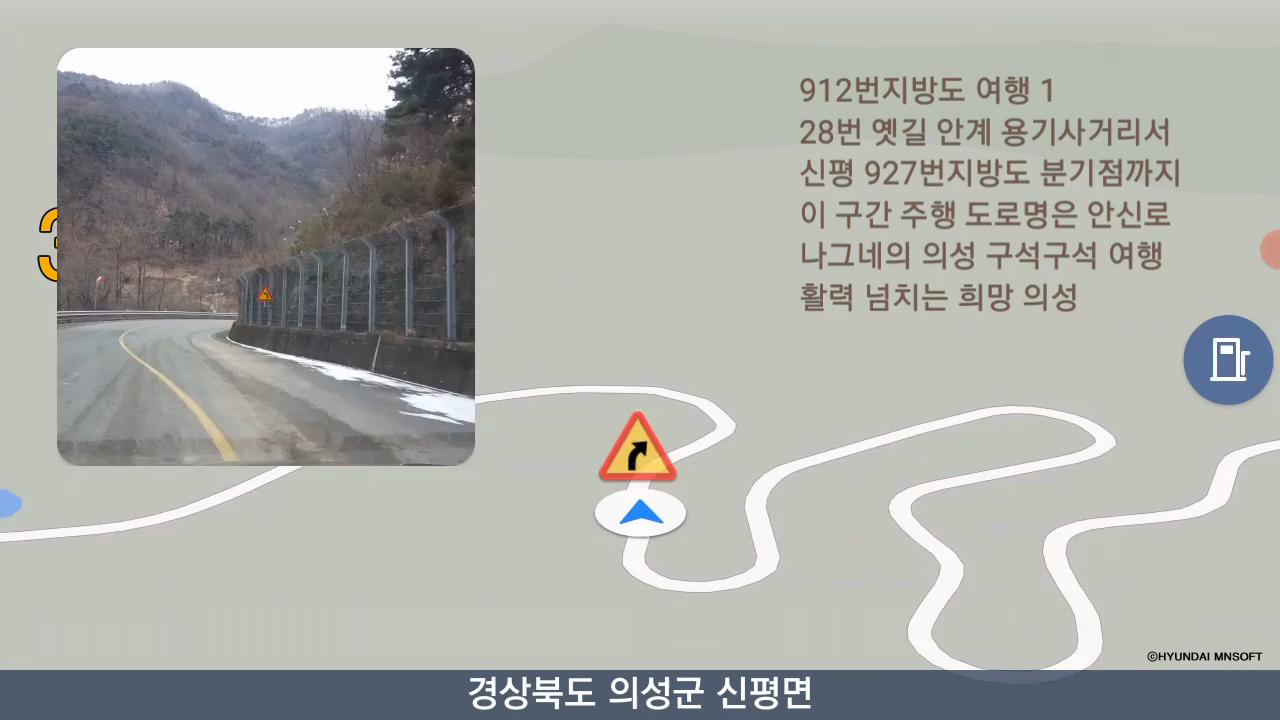 912번지방도 여행 1
28번 옛길 안계 용기사거리서
신평 927번지방도 분기점까지
이 구간 주행 도로명은 안신로
나그네의 의성 구석구석 여행
활력 넘치는 희망 의성
©HYUNDAI MNSOFT
경상북도 의성군 신평면